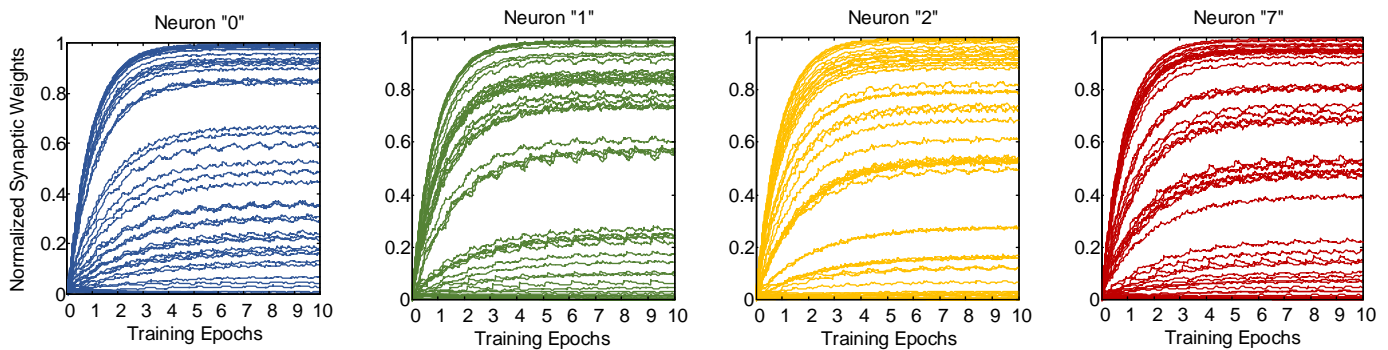 Neuron "0"
Neuron "1"
Neuron "2"
Neuron "7"
Normalized Synaptic Weights
1
0.8
0.6
0.4
0.2
0
0 1 2 3 4 5 6 7 8 9 10
Training Epochs
1
0.8
0.6
0.4
0.2
0
0 1 2 3 4 5 6 7 8 9 10
Training Epochs
1
0.8
0.6
0.4
0.2
0
0 1 2 3 4 5 6 7 8 9 10
Training Epochs
1
0.8
0.6
0.4
0.2
0
0 1 2 3 4 5 6 7 8 9 10
Training Epochs